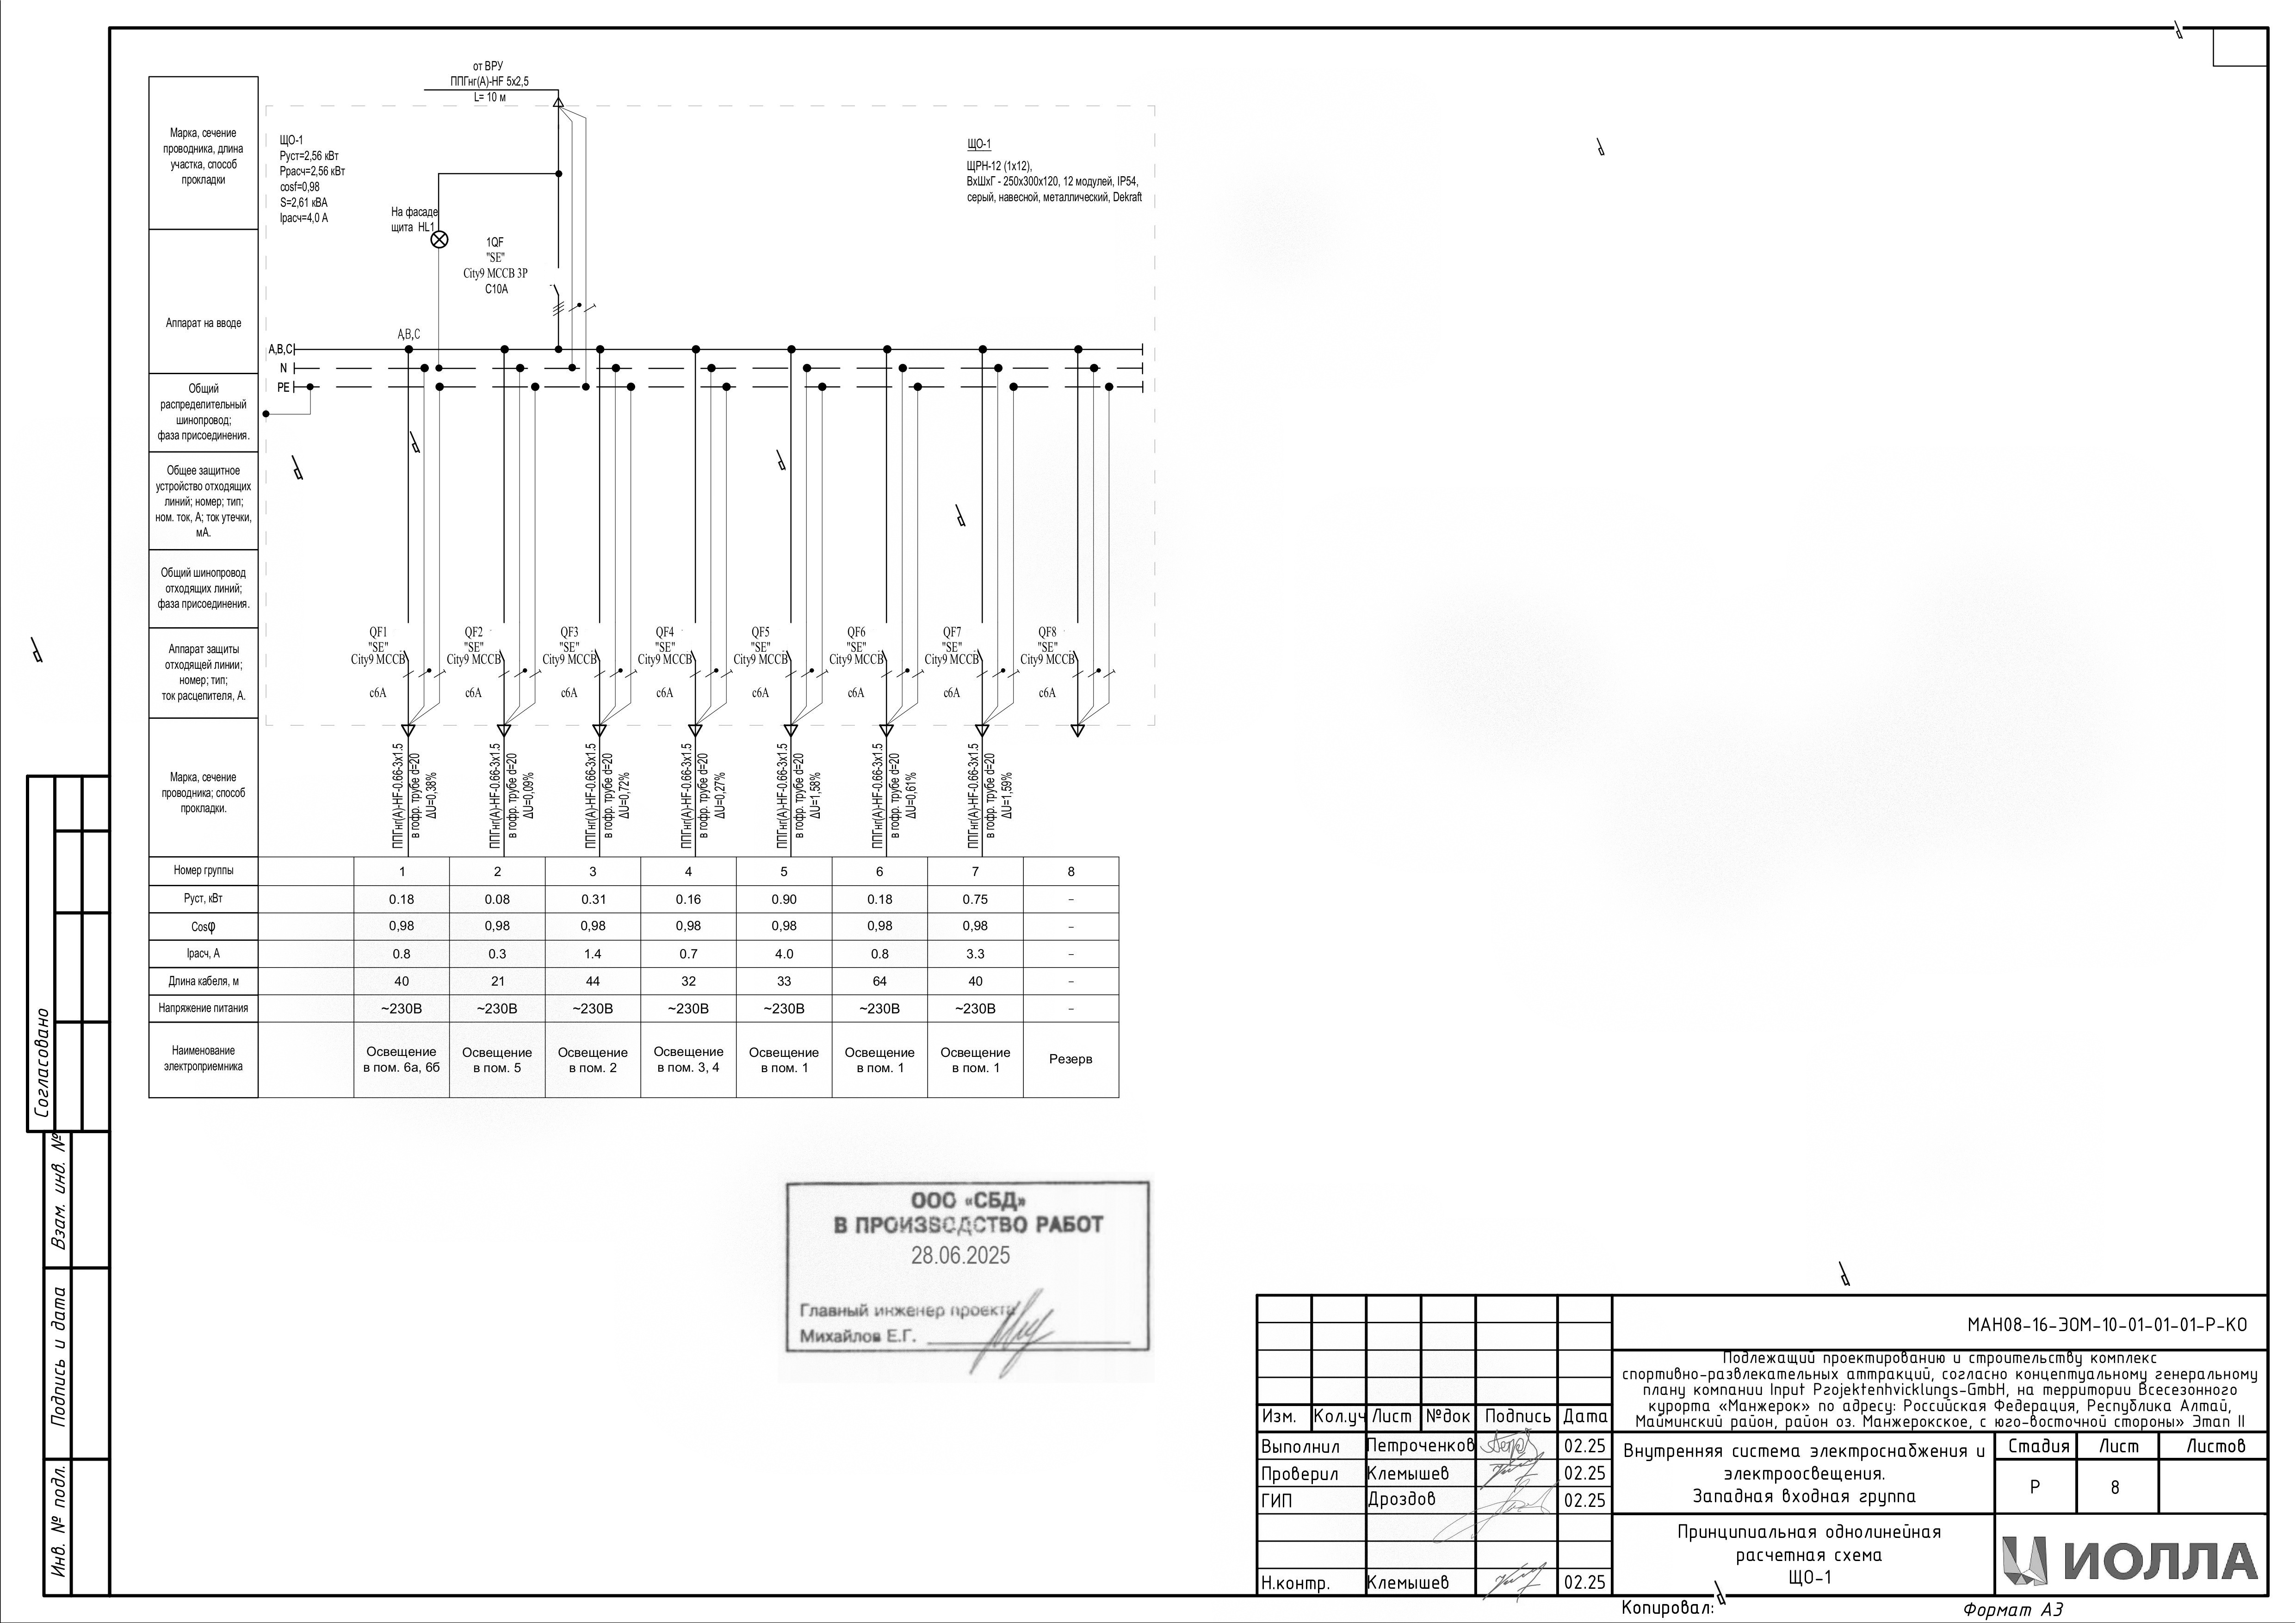 от ВРУ
ППГнг(А)-HF 5х2,5
L= 10 м
Марка, сечение
проводника, длина
участка, способ
прокладки
ЩО-1
Руст=2,56 кВт
Ррасч=2,56 кВт
cosf=0,98
S=2,61 кВА
Iрасч=4,0 А
ЩО-1
ЩРН-12 (1х12),
ВхШхГ - 250х300х120, 12 модулей, IP54,
серый, навесной, металлический, Dekraft
На фасаде
щита HL1
1QF
"SE"
City9 MCCB 3P
C10A
Аппарат на вводе
A,B,C
A,B,C
N
PE
Общий
распределительный
шинопровод;
фаза присоединения.
Общее защитное
устройство отходящих
линий; номер; тип;
ном. ток, А; ток утечки,
мА.
Общий шинопровод
отходящих линий;
фаза присоединения.
Аппарат защиты
отходящей линии;
номер; тип;
ток расцепителя, А.
QF1 QF2 QF3 QF4 QF5 QF6 QF7 QF8
"SE" "SE" "SE" "SE" "SE" "SE" "SE" "SE"
City9 MCCB City9 MCCB City9 MCCB City9 MCCB City9 MCCB City9 MCCB City9 MCCB City9 MCCB
c6A c6A c6A c6A c6A c6A c6A c6A
Марка, сечение
проводника; способ
прокладки.
ППГнг(А)-HF-0.66-3х1.5
в гофр. трубе d=20
ΔU=0,38%
ППГнг(А)-HF-0.66-3х1.5
в гофр. трубе d=20
ΔU=0,09%
ППГнг(А)-HF-0.66-3х1.5
в гофр. трубе d=20
ΔU=0,72%
ППГнг(А)-HF-0.66-3х1.5
в гофр. трубе d=20
ΔU=0,27%
ППГнг(А)-HF-0.66-3х1.5
в гофр. трубе d=20
ΔU=1,58%
ППГнг(А)-HF-0.66-3х1.5
в гофр. трубе d=20
ΔU=0,61%
ППГнг(А)-HF-0.66-3х1.5
в гофр. трубе d=20
ΔU=1,59%
Номер группы 1 2 3 4 5 6 7 8
Руст, кВт 0.18 0.08 0.31 0.16 0.90 0.18 0.75 –
Cosφ 0,98 0,98 0,98 0,98 0,98 0,98 0,98 –
Iрасч, А 0.8 0.3 1.4 0.7 4.0 0.8 3.3 –
Длина кабеля, м 40 21 44 32 33 64 40 –
Напряжение питания ~230В ~230В ~230В ~230В ~230В ~230В ~230В –
Наименование
электроприемника
Освещение
в пом. 6а, 6б
Освещение
в пом. 5
Освещение
в пом. 2
Освещение
в пом. 3, 4
Освещение
в пом. 1
Освещение
в пом. 1
Освещение
в пом. 1
Резерв
ООО «СБД»
В ПРОИЗВОДСТВО РАБОТ
28.06.2025
Главный инженер проекта
Михайлов Е.Г.
Согласовано
Взам. инв. №
Подпись и дата
Инв. № подл.
МАН08-16-ЭОМ-10-01-01-01-Р-КО
Подлежащий проектированию и строительству комплекс
спортивно-развлекательных аттракций, согласно концептуальному генеральному
плану компании Input Projektenhvicklungs-GmbH, на территории Всесезонного
курорта «Манжерок» по адресу: Российская Федерация, Республика Алтай,
Майминский район, район оз. Манжерокское, с юго-восточной стороны» Этап II
Изм. Кол.уч Лист №док Подпись Дата
Выполнил Петроченков 02.25
Проверил Клемышев 02.25
ГИП Дроздов 02.25
Н.контр. Клемышев 02.25
Внутренняя система электроснабжения и
электроосвещения.
Западная входная группа
Стадия Лист Листов
Р 8
Принципиальная однолинейная
расчетная схема
ЩО-1
ИОЛЛА
Копировал:
Формат А3